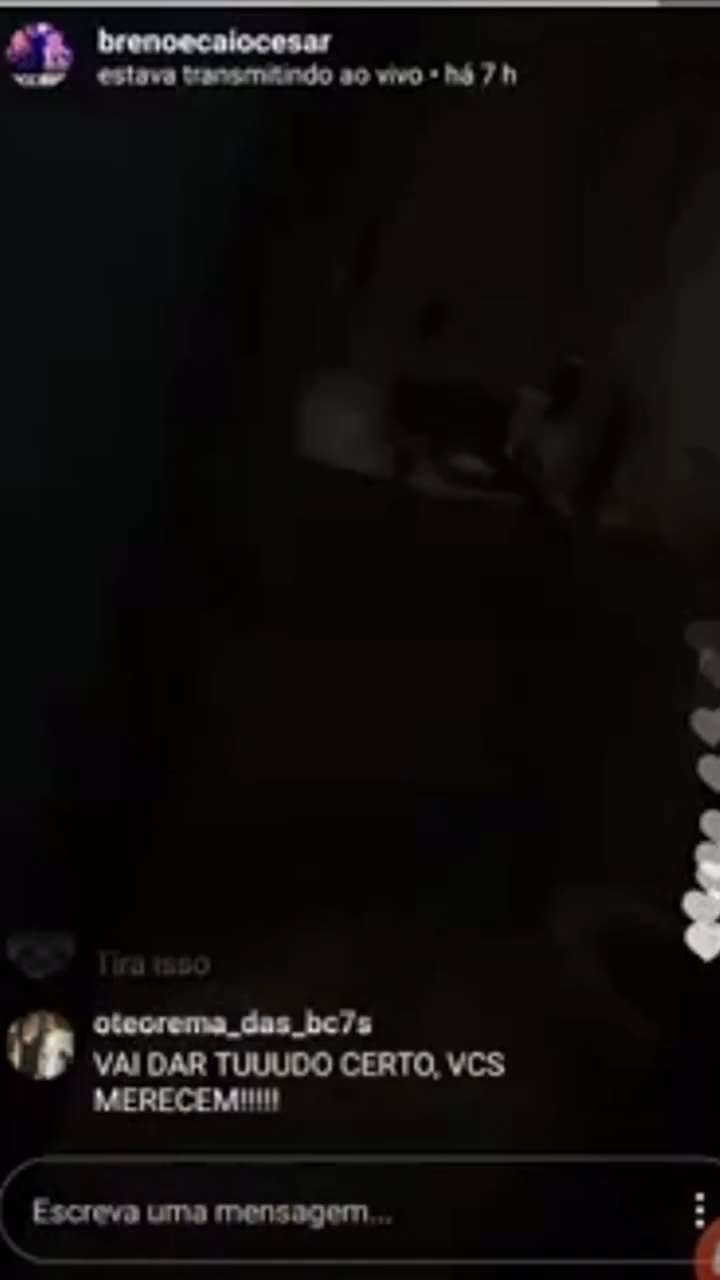 brenoecaiocesar
estava transmitindo ao vivo • há 7 h
Tira isso
oteorema_das_bc7s
VAI DAR TUUUDO CERTO, VCS
MERECEM!!!!!
Escreva uma mensagem...